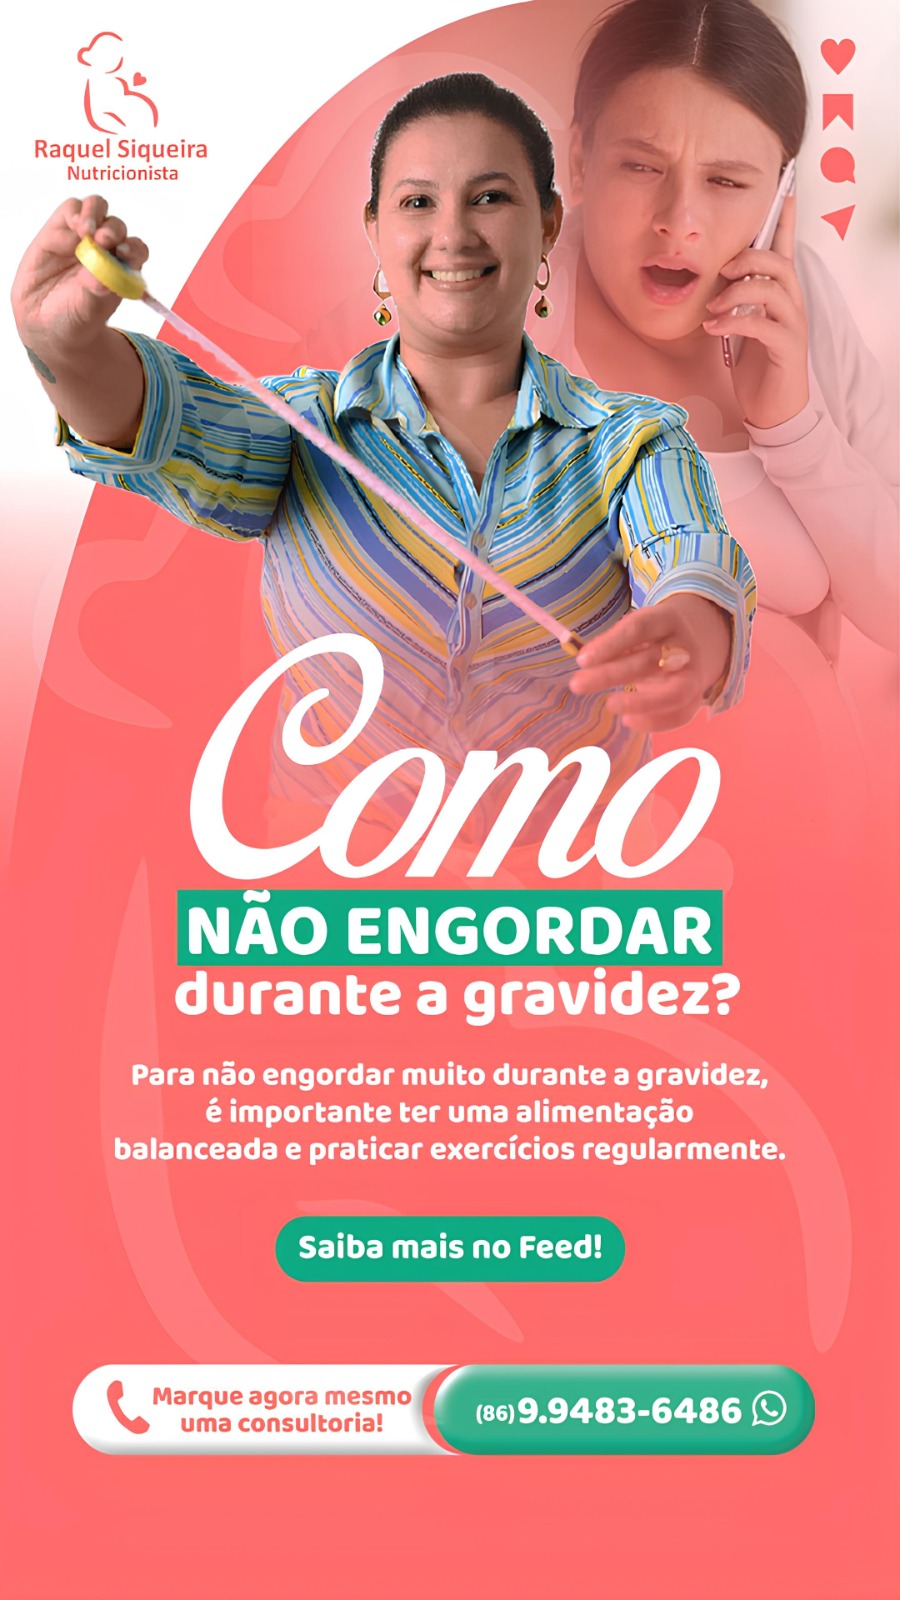 Raquel Siqueira
Nutricionista
Como
NÃO ENGORDAR
durante a gravidez?
Para não engordar muito durante a gravidez,
é importante ter uma alimentação
balanceada e praticar exercícios regularmente.
Saiba mais no Feed!
Marque agora mesmo
uma consultoria!
(86)9.9483-6486